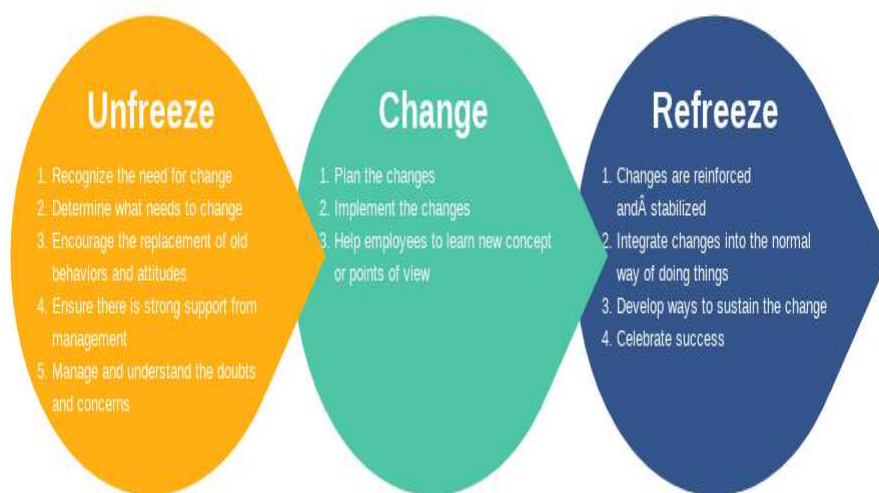 Unfreeze
1. Recognize the need for change
2. Determine what needs to change
3. Encourage the replacement of old
behaviors and attitudes
4. Ensure there is strong support from
management
5. Manage and understand the doubts
and concerns
Change
1. Plan the changes
2. Implement the changes
3. Help employees to learn new concept
or points of view
Refreeze
1. Changes are reinforced
andÂ stabilized
2. Integrate changes into the normal
way of doing things
3. Develop ways to sustain the change
4. Celebrate success